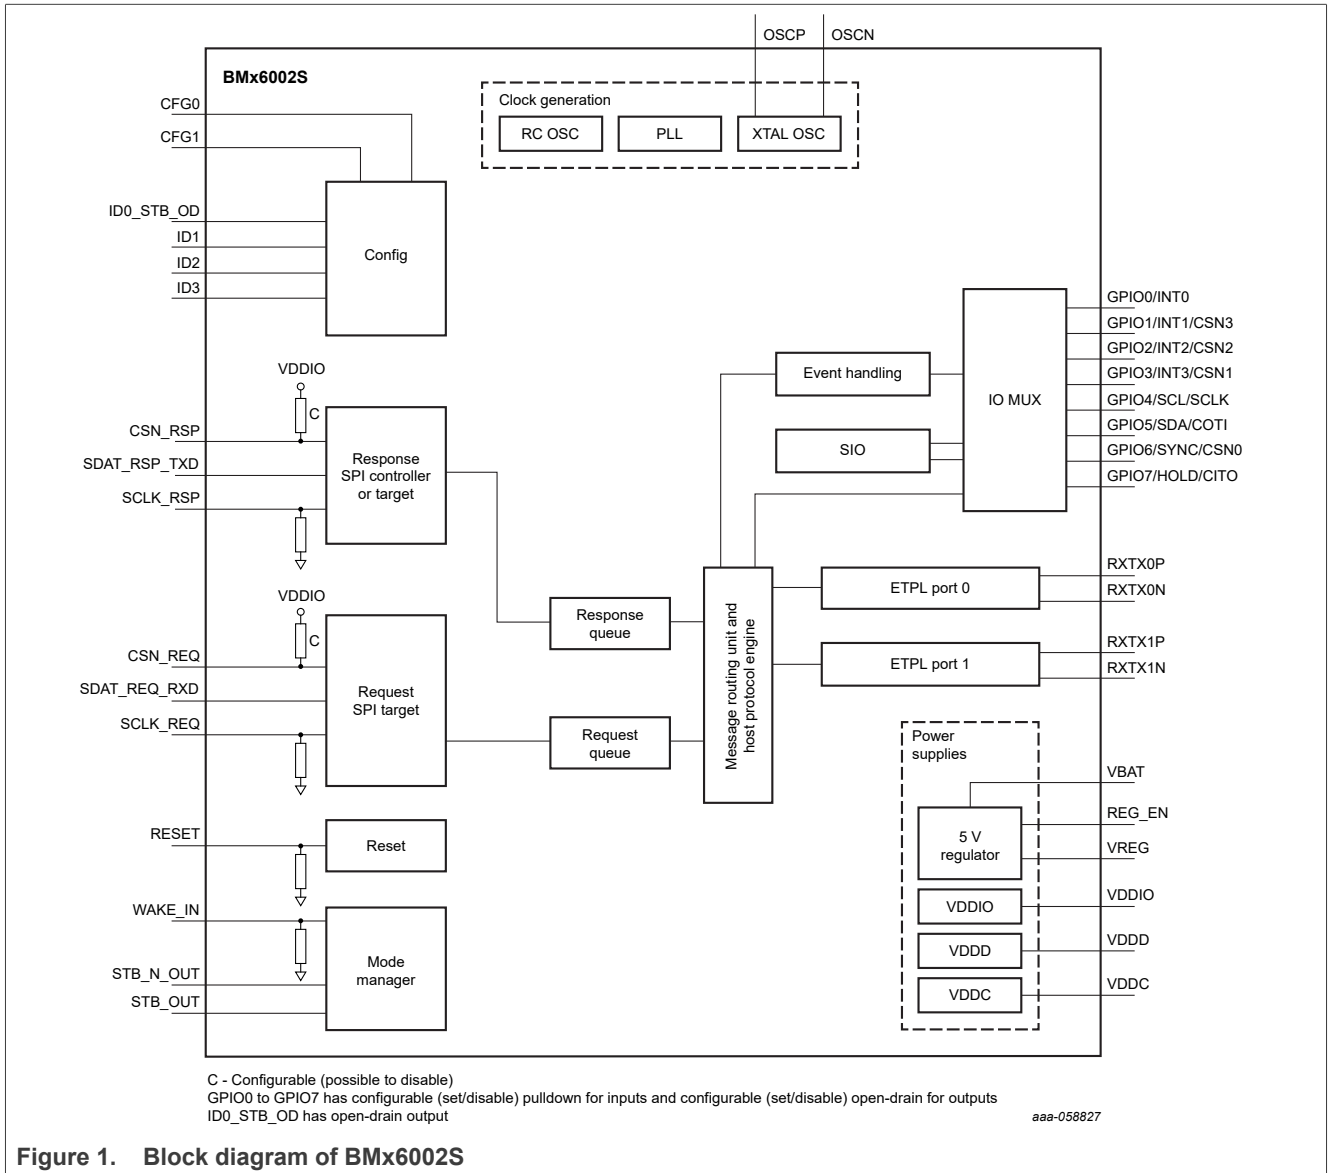 OSCP
OSCN
BMx6002S
Clock generation
RC OSC
PLL
XTAL OSC
CFG0
CFG1
ID0_STB_OD
ID1
ID2
ID3
Config
VDDIO
C
CSN_RSP
SDAT_RSP_TXD
SCLK_RSP
Response
SPI controller
or target
VDDIO
C
CSN_REQ
SDAT_REQ_RXD
SCLK_REQ
Request
SPI target
RESET
Reset
WAKE_IN
STB_N_OUT
STB_OUT
Mode
manager
Response
queue
Request
queue
Message routing unit and
host protocol engine
Event handling
SIO
IO MUX
GPIO0/INT0
GPIO1/INT1/CSN3
GPIO2/INT2/CSN2
GPIO3/INT3/CSN1
GPIO4/SCL/SCLK
GPIO5/SDA/COTI
GPIO6/SYNC/CSN0
GPIO7/HOLD/CITO
ETPL port 0
RXTX0P
RXTX0N
ETPL port 1
RXTX1P
RXTX1N
Power
supplies
5 V
regulator
VDDIO
VDDD
VDDC
VBAT
REG_EN
VREG
VDDIO
VDDD
VDDC
C - Configurable (possible to disable)
GPIO0 to GPIO7 has configurable (set/disable) pulldown for inputs and configurable (set/disable) open-drain for outputs
ID0_STB_OD has open-drain output
aaa-058827
Figure 1. Block diagram of BMx6002S